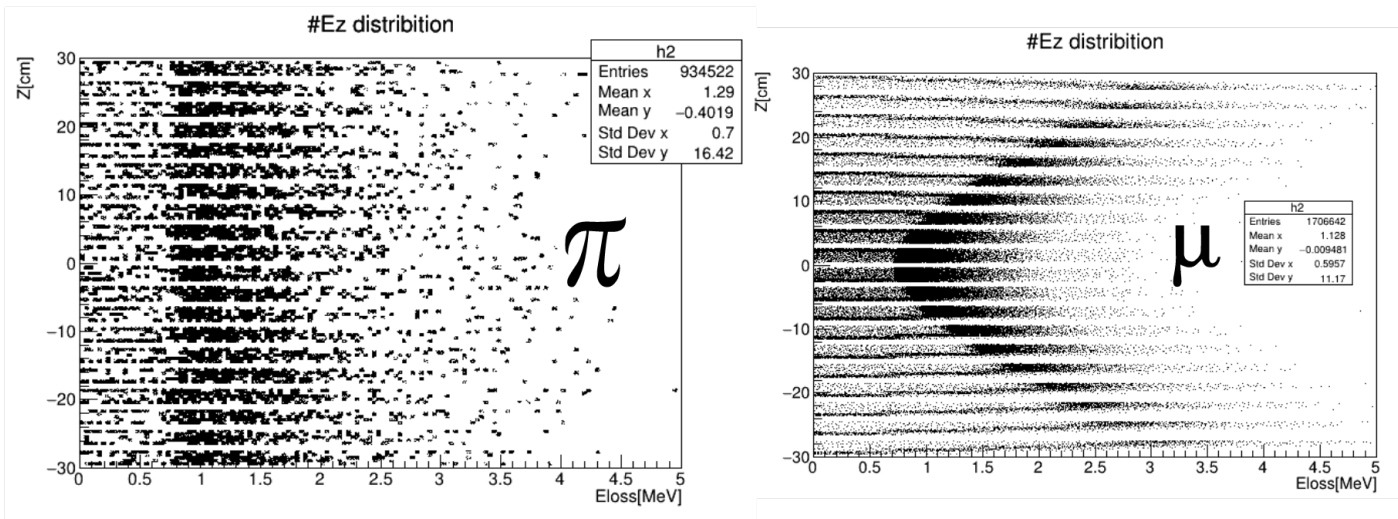 #Ez distribition
Z[cm]
30
20
10
0
−10
−20
−30
0 0.5 1 1.5 2 2.5 3 3.5 4 4.5 5
Eloss[MeV]
h2
Entries 934522
Mean x 1.29
Mean y −0.4019
Std Dev x 0.7
Std Dev y 16.42
π
#Ez distribition
Z[cm]
30
20
10
0
−10
−20
−30
0 0.5 1 1.5 2 2.5 3 3.5 4 4.5 5
Eloss[MeV]
h2
Entries 1706642
Mean x 1.128
Mean y −0.009481
Std Dev x 0.5957
Std Dev y 11.17
μ